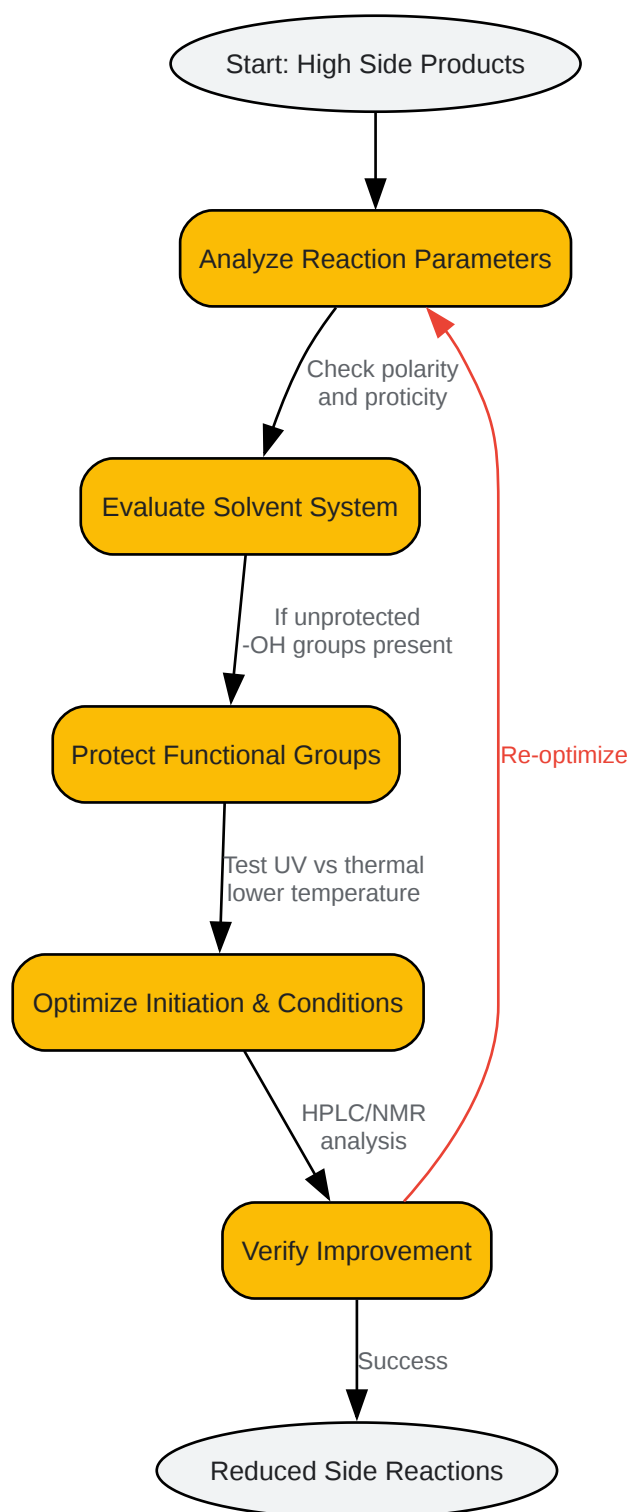 Start: High Side Products
Analyze Reaction Parameters
Check polarity
and proticity
Evaluate Solvent System
If unprotected
-OH groups present
Protect Functional Groups
Re-optimize
Test UV vs thermal
lower temperature
Optimize Initiation & Conditions
HPLC/NMR
analysis
Verify Improvement
Success
Reduced Side Reactions